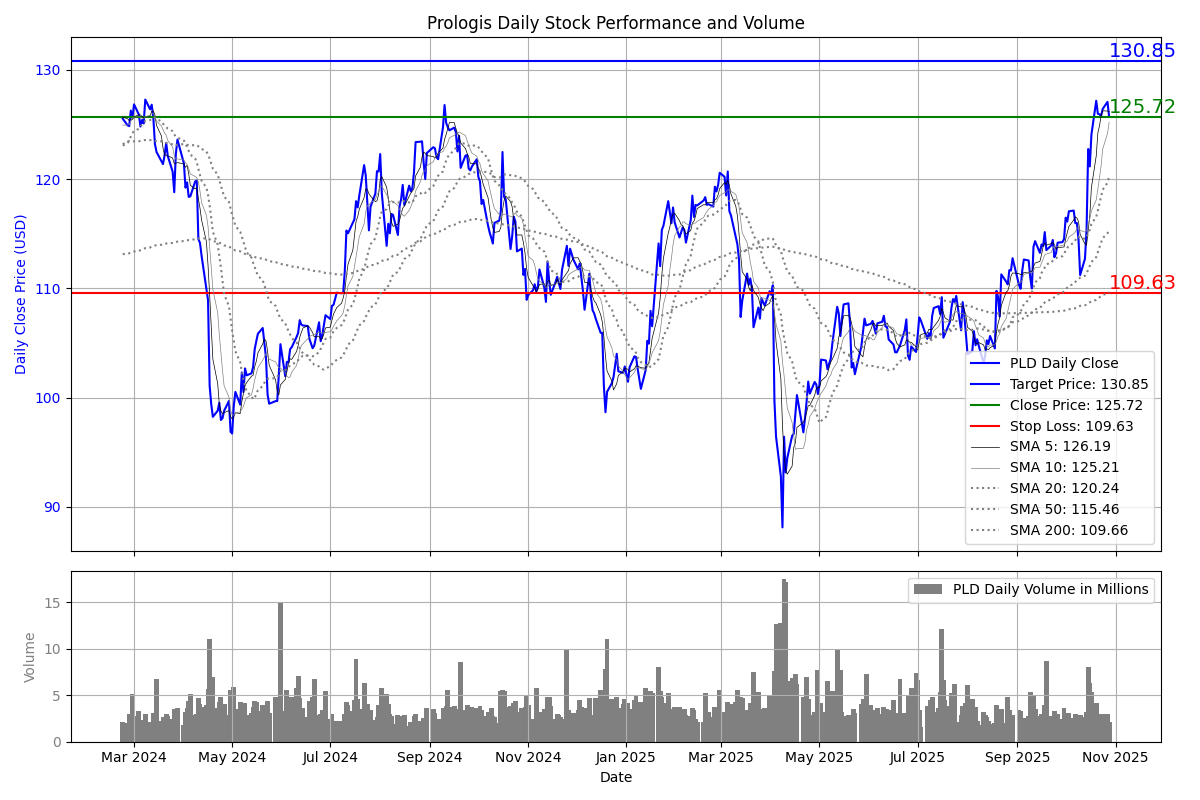 Prologis Daily Stock Performance and Volume
130.85
125.72
109.63
130
120
110
100
90
Daily Close Price (USD)
PLD Daily Close
Target Price: 130.85
Close Price: 125.72
Stop Loss: 109.63
SMA 5: 126.19
SMA 10: 125.21
SMA 20: 120.24
SMA 50: 115.46
SMA 200: 109.66
15
10
5
0
Volume
PLD Daily Volume in Millions
Mar 2024 May 2024 Jul 2024 Sep 2024 Nov 2024 Jan 2025 Mar 2025 May 2025 Jul 2025 Sep 2025 Nov 2025
Date